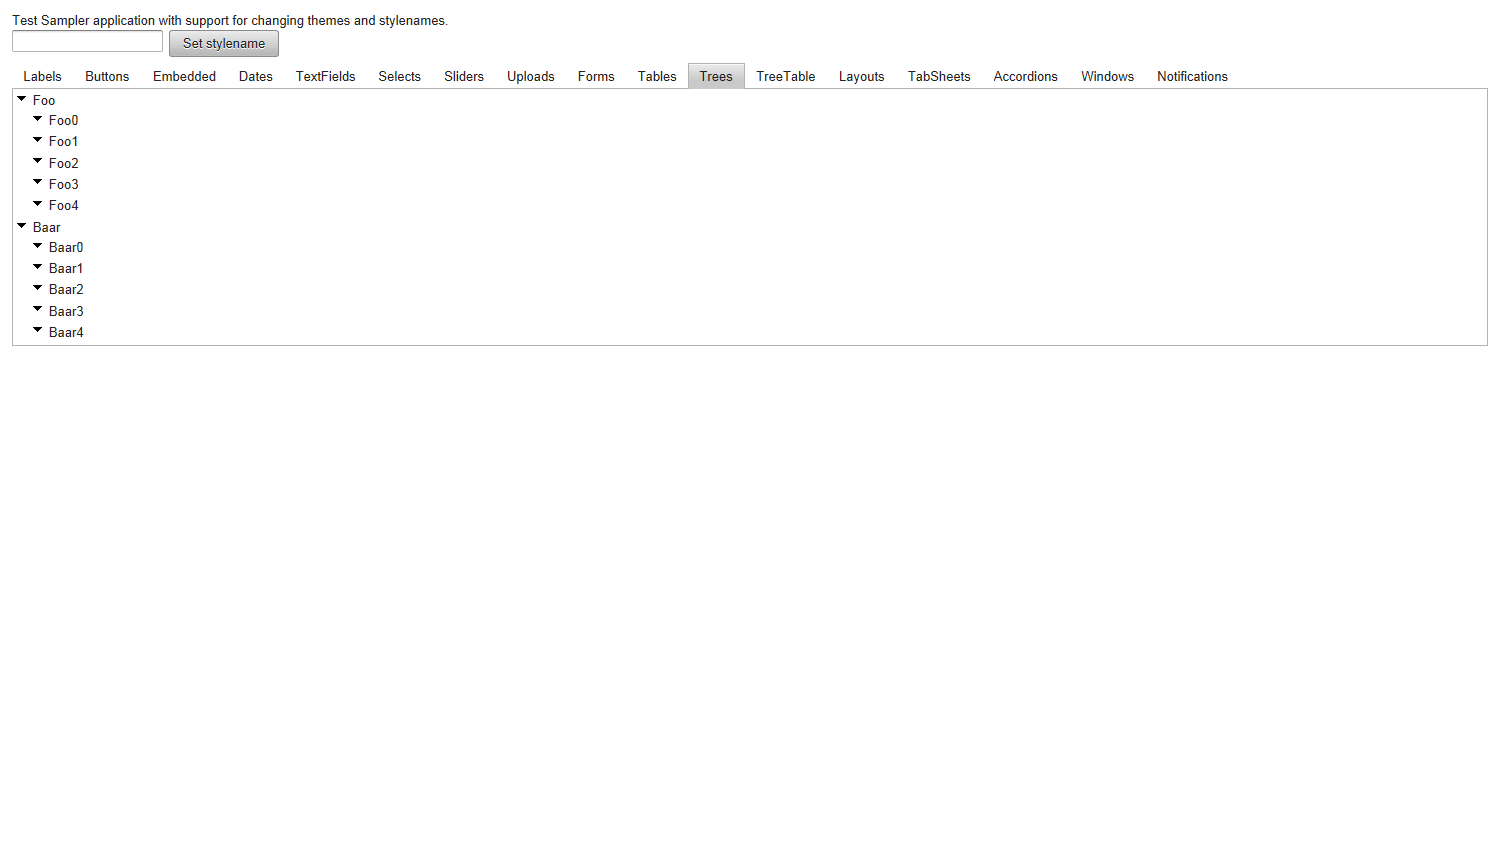 Test Sampler application with support for changing themes and stylenames.
Set stylename
Labels Buttons Embedded Dates TextFields Selects Sliders Uploads Forms Tables Trees TreeTable Layouts TabSheets Accordions Windows Notifications
Foo
Foo0
Foo1
Foo2
Foo3
Foo4
Baar
Baar0
Baar1
Baar2
Baar3
Baar4